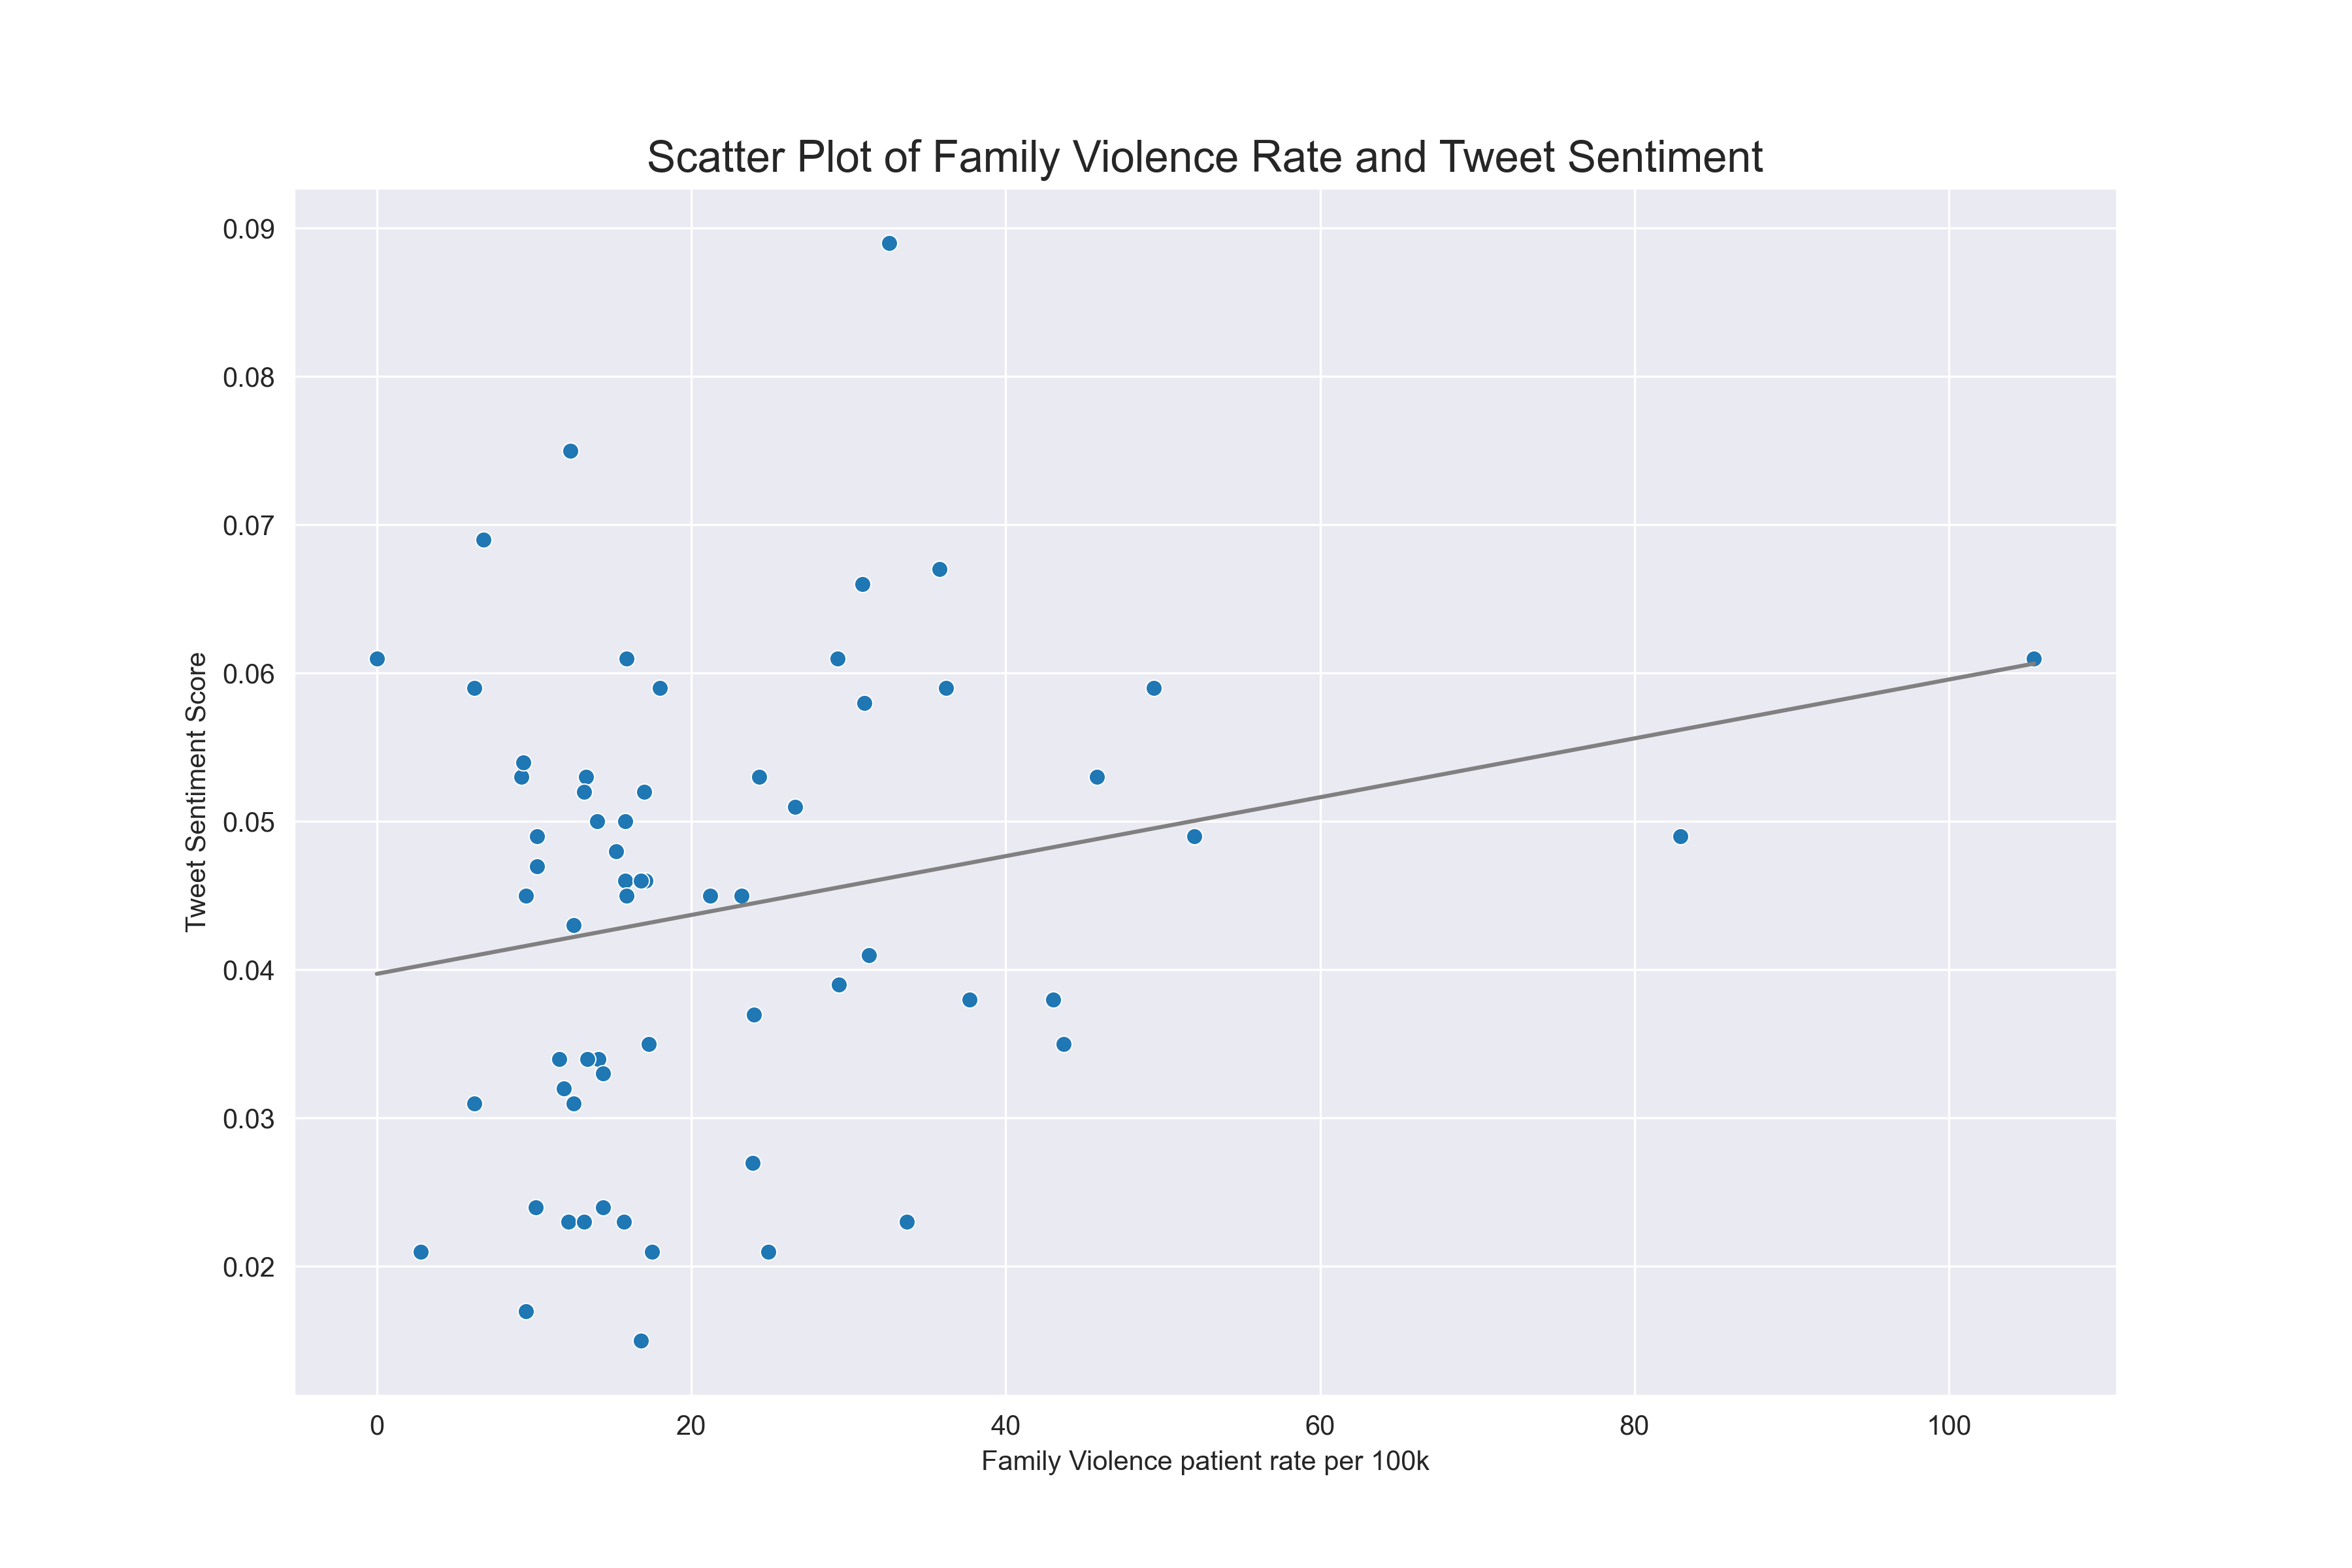 Scatter Plot of Family Violence Rate and Tweet Sentiment
0.09
0.08
0.07
0.06
0.05
0.04
0.03
0.02
Tweet Sentiment Score
0 20 40 60 80 100
Family Violence patient rate per 100k